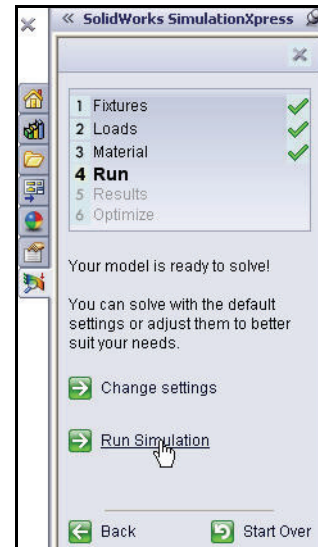 « SolidWorks SimulationXpress
1 Fixtures
2 Loads
3 Material
4 Run
5 Results
6 Optimize
Your model is ready to solve!
You can solve with the default
settings or adjust them to better
suit your needs.
Change settings
Run Simulation
Back Start Over